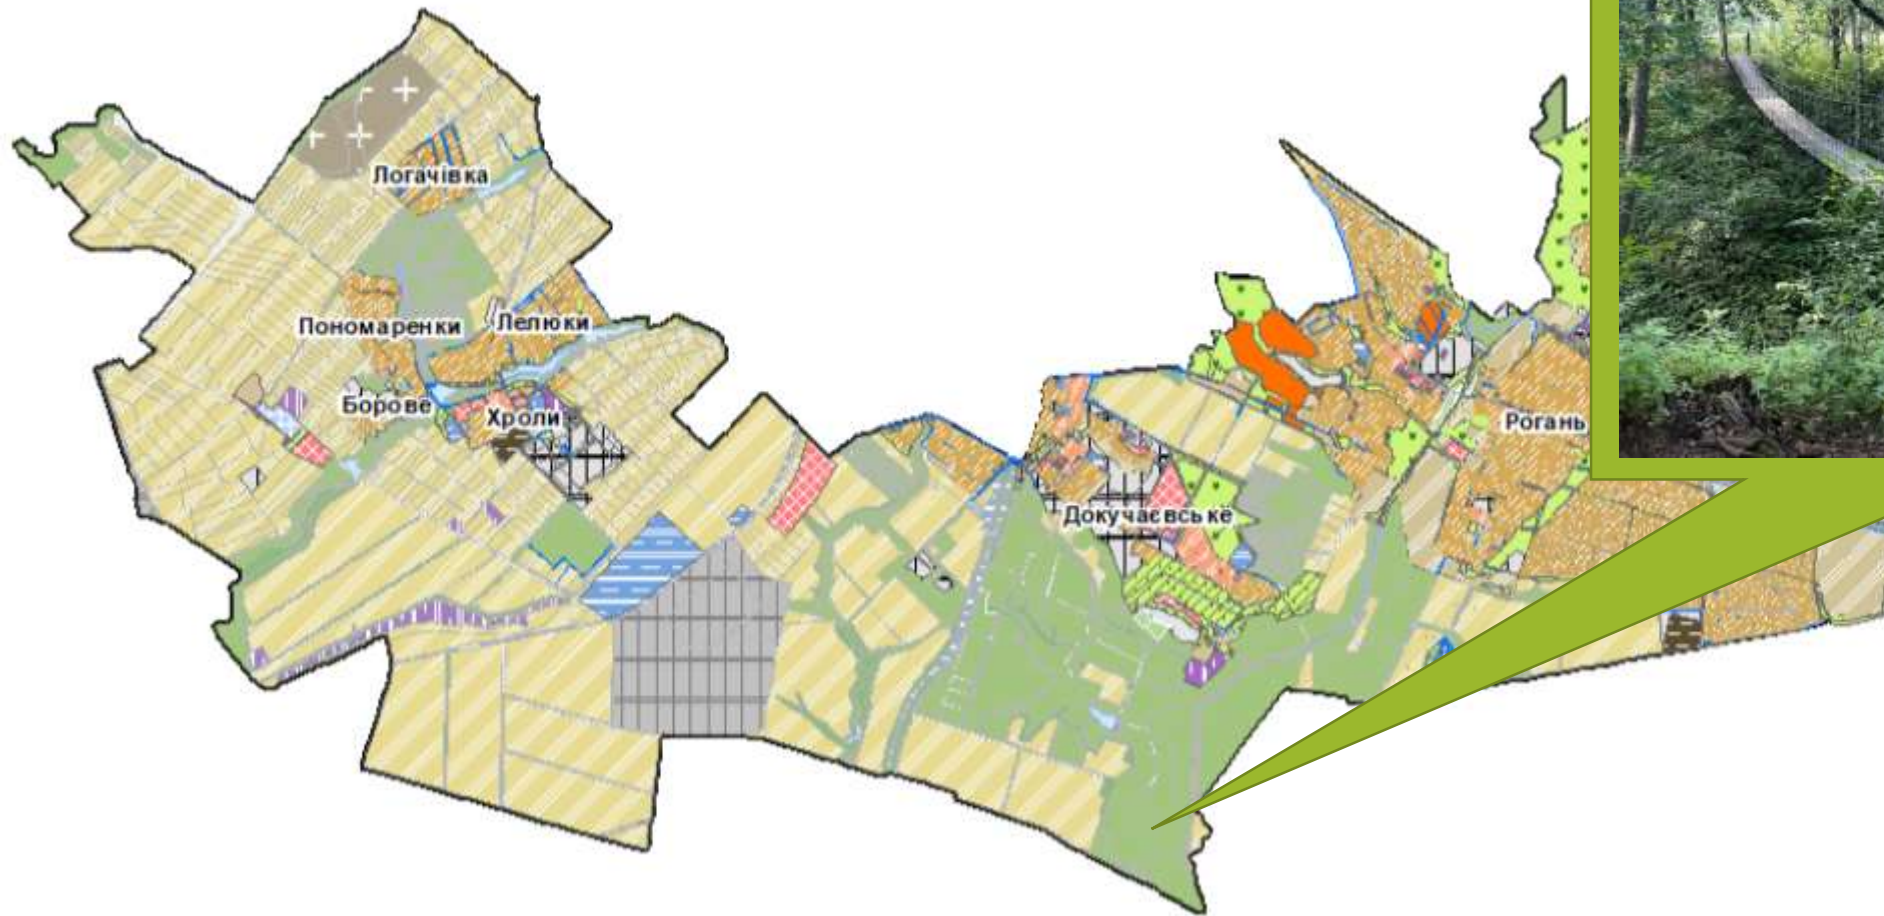 Логачівка
Пономаренки
Лелюки
Борове
Хроли
Рогань
Докучаєвське